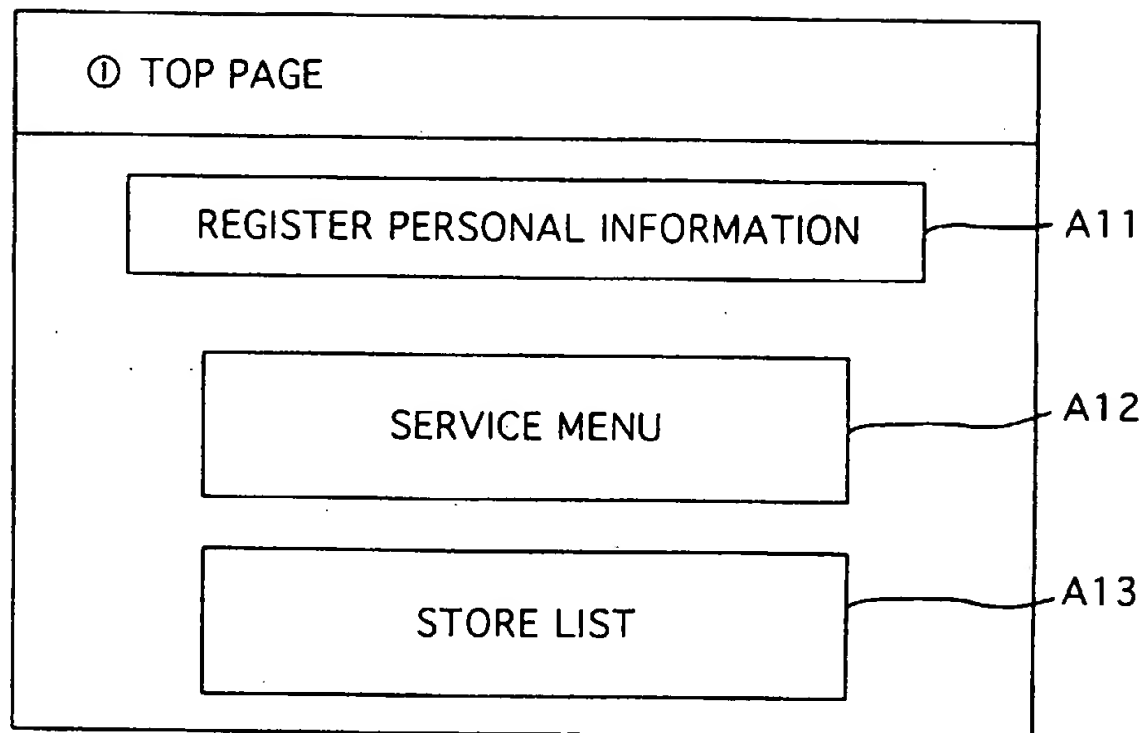 ① TOP PAGE
REGISTER PERSONAL INFORMATION
A11
SERVICE MENU
A12
STORE LIST
A13